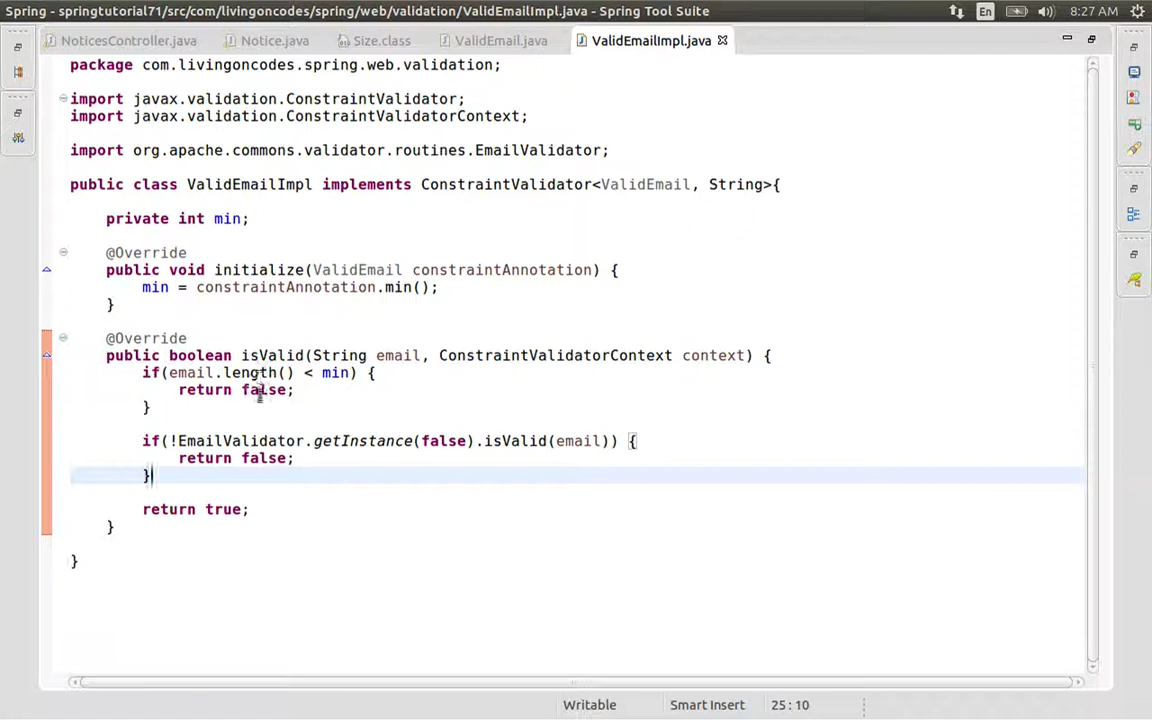 Spring - springtutorial71/src/com/livingoncodes/spring/web/validation/ValidEmailImpl.java - Spring Tool Suite
En
8:27 AM
NoticesController.java
Notice.java
Size.class
ValidEmail.java
ValidEmailImpl.java
package com.livingoncodes.spring.web.validation;
import javax.validation.ConstraintValidator;
import javax.validation.ConstraintValidatorContext;
import org.apache.commons.validator.routines.EmailValidator;
public class ValidEmailImpl implements ConstraintValidator<ValidEmail, String>{
private int min;
@Override
public void initialize(ValidEmail constraintAnnotation) {
min = constraintAnnotation.min();
}
@Override
public boolean isValid(String email, ConstraintValidatorContext context) {
if(email.length() < min) {
return false;
}
if(!EmailValidator.getInstance(false).isValid(email)) {
return false;
}
return true;
}
}
Writable
Smart Insert
25 : 10